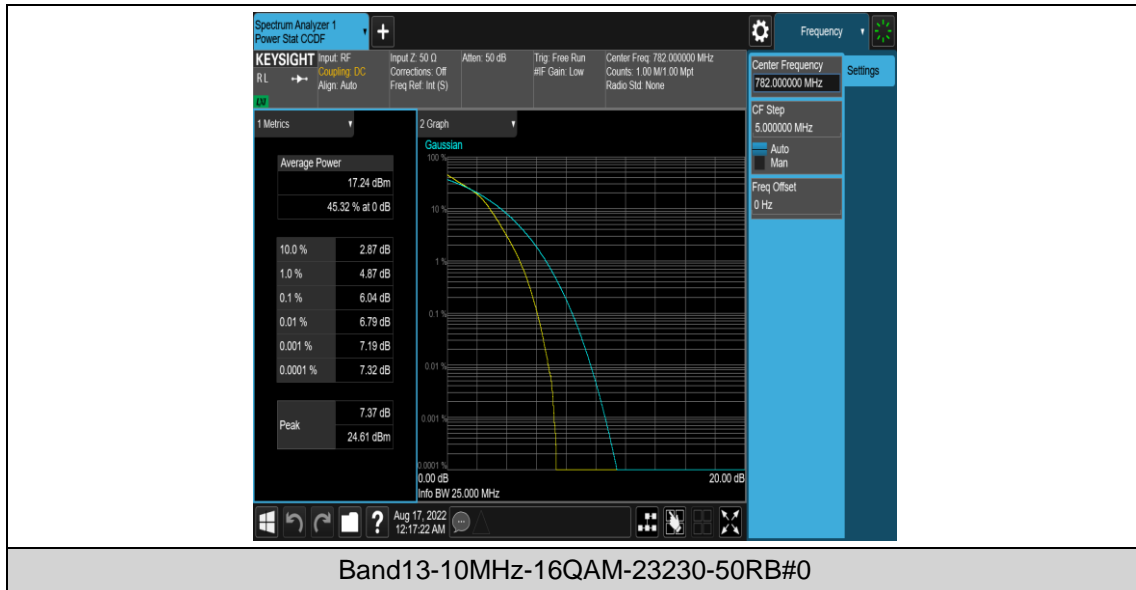 Spectrum Analyzer 1
Power Stat CCDF
+
Frequency
KEYSIGHT
RL
LXI
Input: RF
Coupling: DC
Align: Auto
Input Z: 50 Ω
Corrections: Off
Freq Ref: Int (S)
Atten: 50 dB
Trig: Free Run
#IF Gain: Low
Center Freq: 782.000000 MHz
Counts: 1.00 M/1.00 Mpt
Radio Std: None
Center Frequency
782.000000 MHz
Settings
CF Step
5.000000 MHz
Auto
Man
Freq Offset
0 Hz
1 Metrics
Average Power
17.24 dBm
45.32 % at 0 dB
10.0 % 2.87 dB
1.0 % 4.87 dB
0.1 % 6.04 dB
0.01 % 6.79 dB
0.001 % 7.19 dB
0.0001 % 7.32 dB
Peak
7.37 dB
24.61 dBm
2 Graph
Gaussian
100 %
10 %
1 %
0.1 %
0.01 %
0.001 %
0.0001 %
0.00 dB 20.00 dB
Info BW 25.000 MHz
?
Aug 17, 2022
12:17:22 AM
Band13-10MHz-16QAM-23230-50RB#0